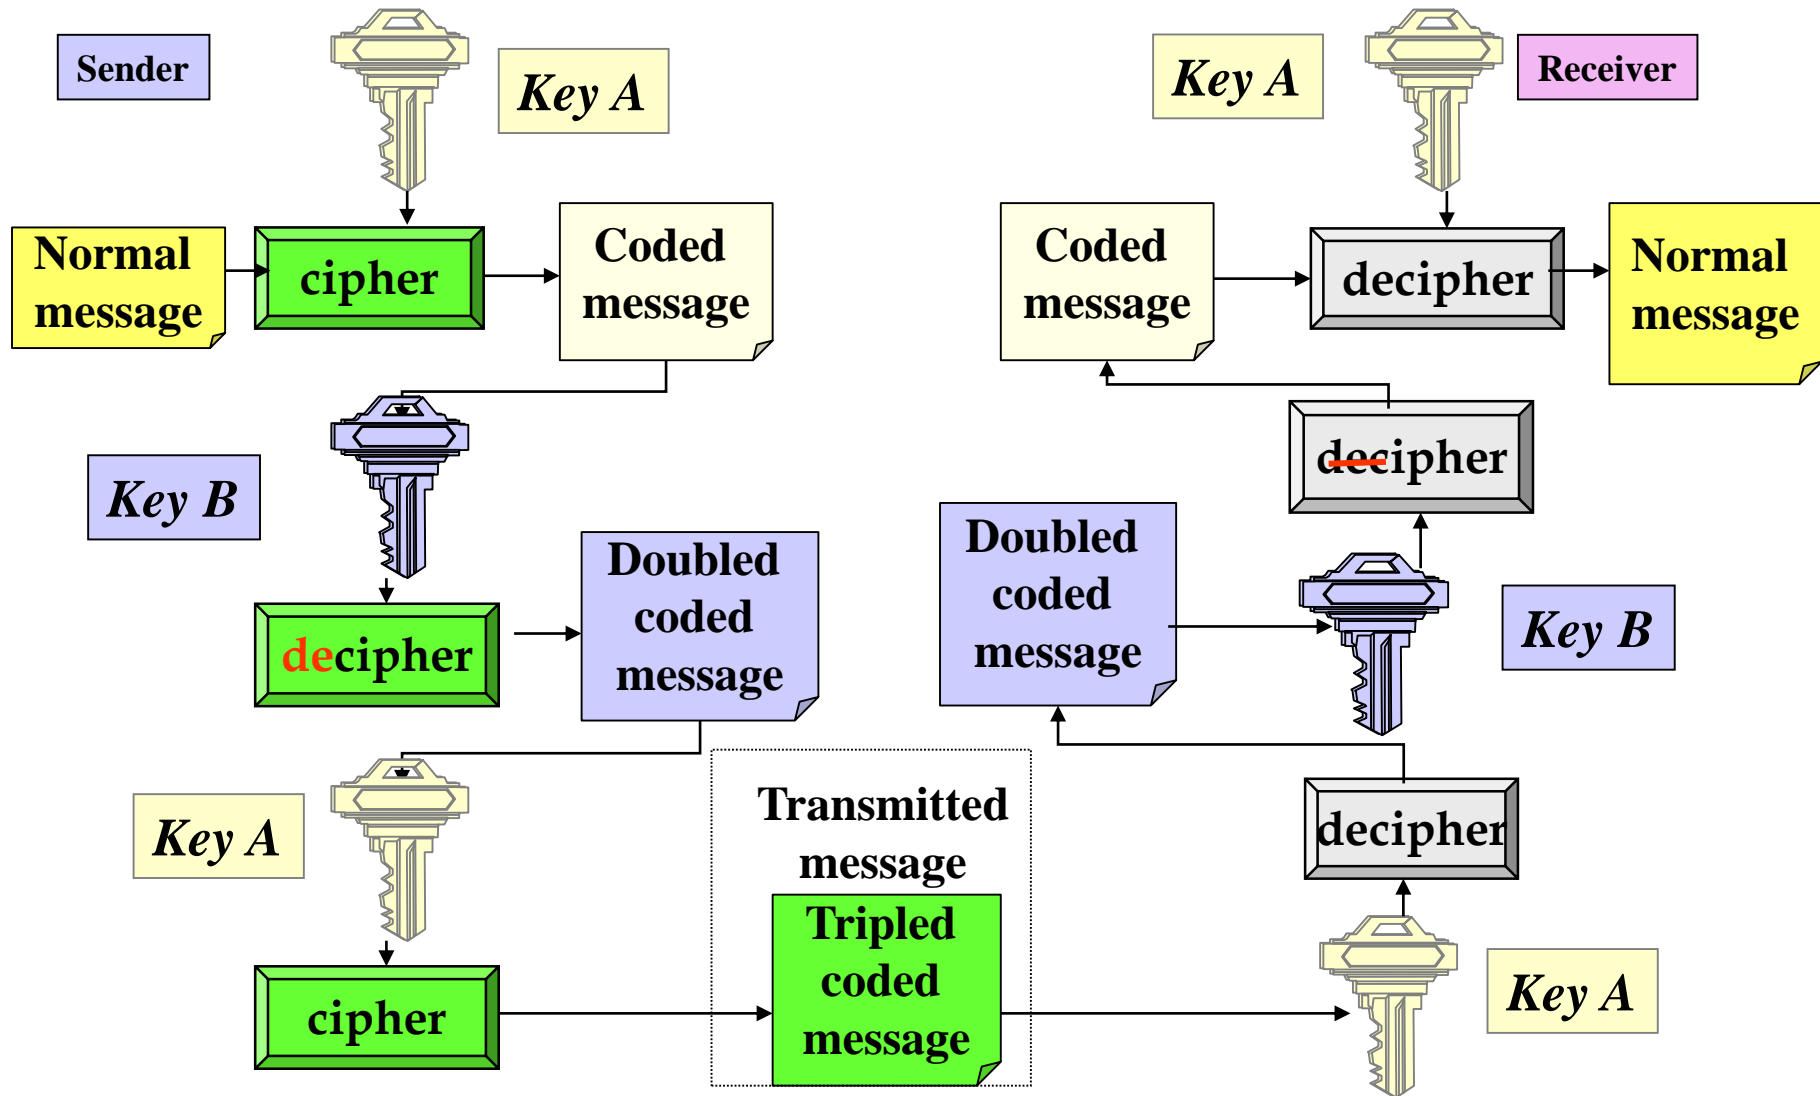 Sender
Key A
Normal
message
cipher
Coded
message
Key B
decipher
Doubled
coded
message
Key A
cipher
Transmitted
message
Tripled
coded
message
Key A
Receiver
Coded
message
decipher
Normal
message
decipher
Doubled
coded
message
Key B
decipher
Key A